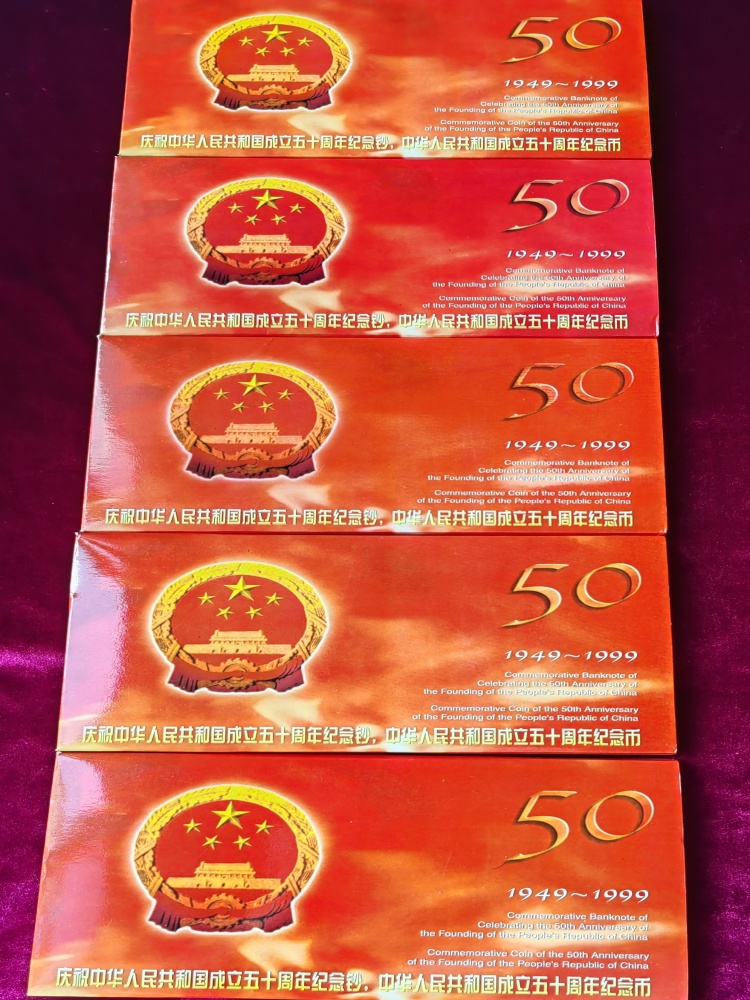 50
1949~1999
Commemorative Banknote of
Celebrating the 50th Anniversary of
the Founding of the People's Republic of China
Commemorative Coin of the 50th Anniversary
of the Founding of the People's Republic of China
庆祝中华人民共和国成立五十周年纪念钞，中华人民共和国成立五十周年纪念币
50
1949~1999
Commemorative Banknote of
Celebrating the 50th Anniversary of
the Founding of the People's Republic of China
Commemorative Coin of the 50th Anniversary
of the Founding of the People's Republic of China
庆祝中华人民共和国成立五十周年纪念钞，中华人民共和国成立五十周年纪念币
50
1949~1999
Commemorative Banknote of
Celebrating the 50th Anniversary of
the Founding of the People's Republic of China
Commemorative Coin of the 50th Anniversary
of the Founding of the People's Republic of China
庆祝中华人民共和国成立五十周年纪念钞，中华人民共和国成立五十周年纪念币
50
1949~1999
Commemorative Banknote of
Celebrating the 50th Anniversary of
the Founding of the People's Republic of China
Commemorative Coin of the 50th Anniversary
of the Founding of the People's Republic of China
庆祝中华人民共和国成立五十周年纪念钞，中华人民共和国成立五十周年纪念币
50
1949~1999
Commemorative Banknote of
Celebrating the 50th Anniversary of
the Founding of the People's Republic of China
Commemorative Coin of the 50th Anniversary
of the Founding of the People's Republic of China
庆祝中华人民共和国成立五十周年纪念钞，中华人民共和国成立五十周年纪念币